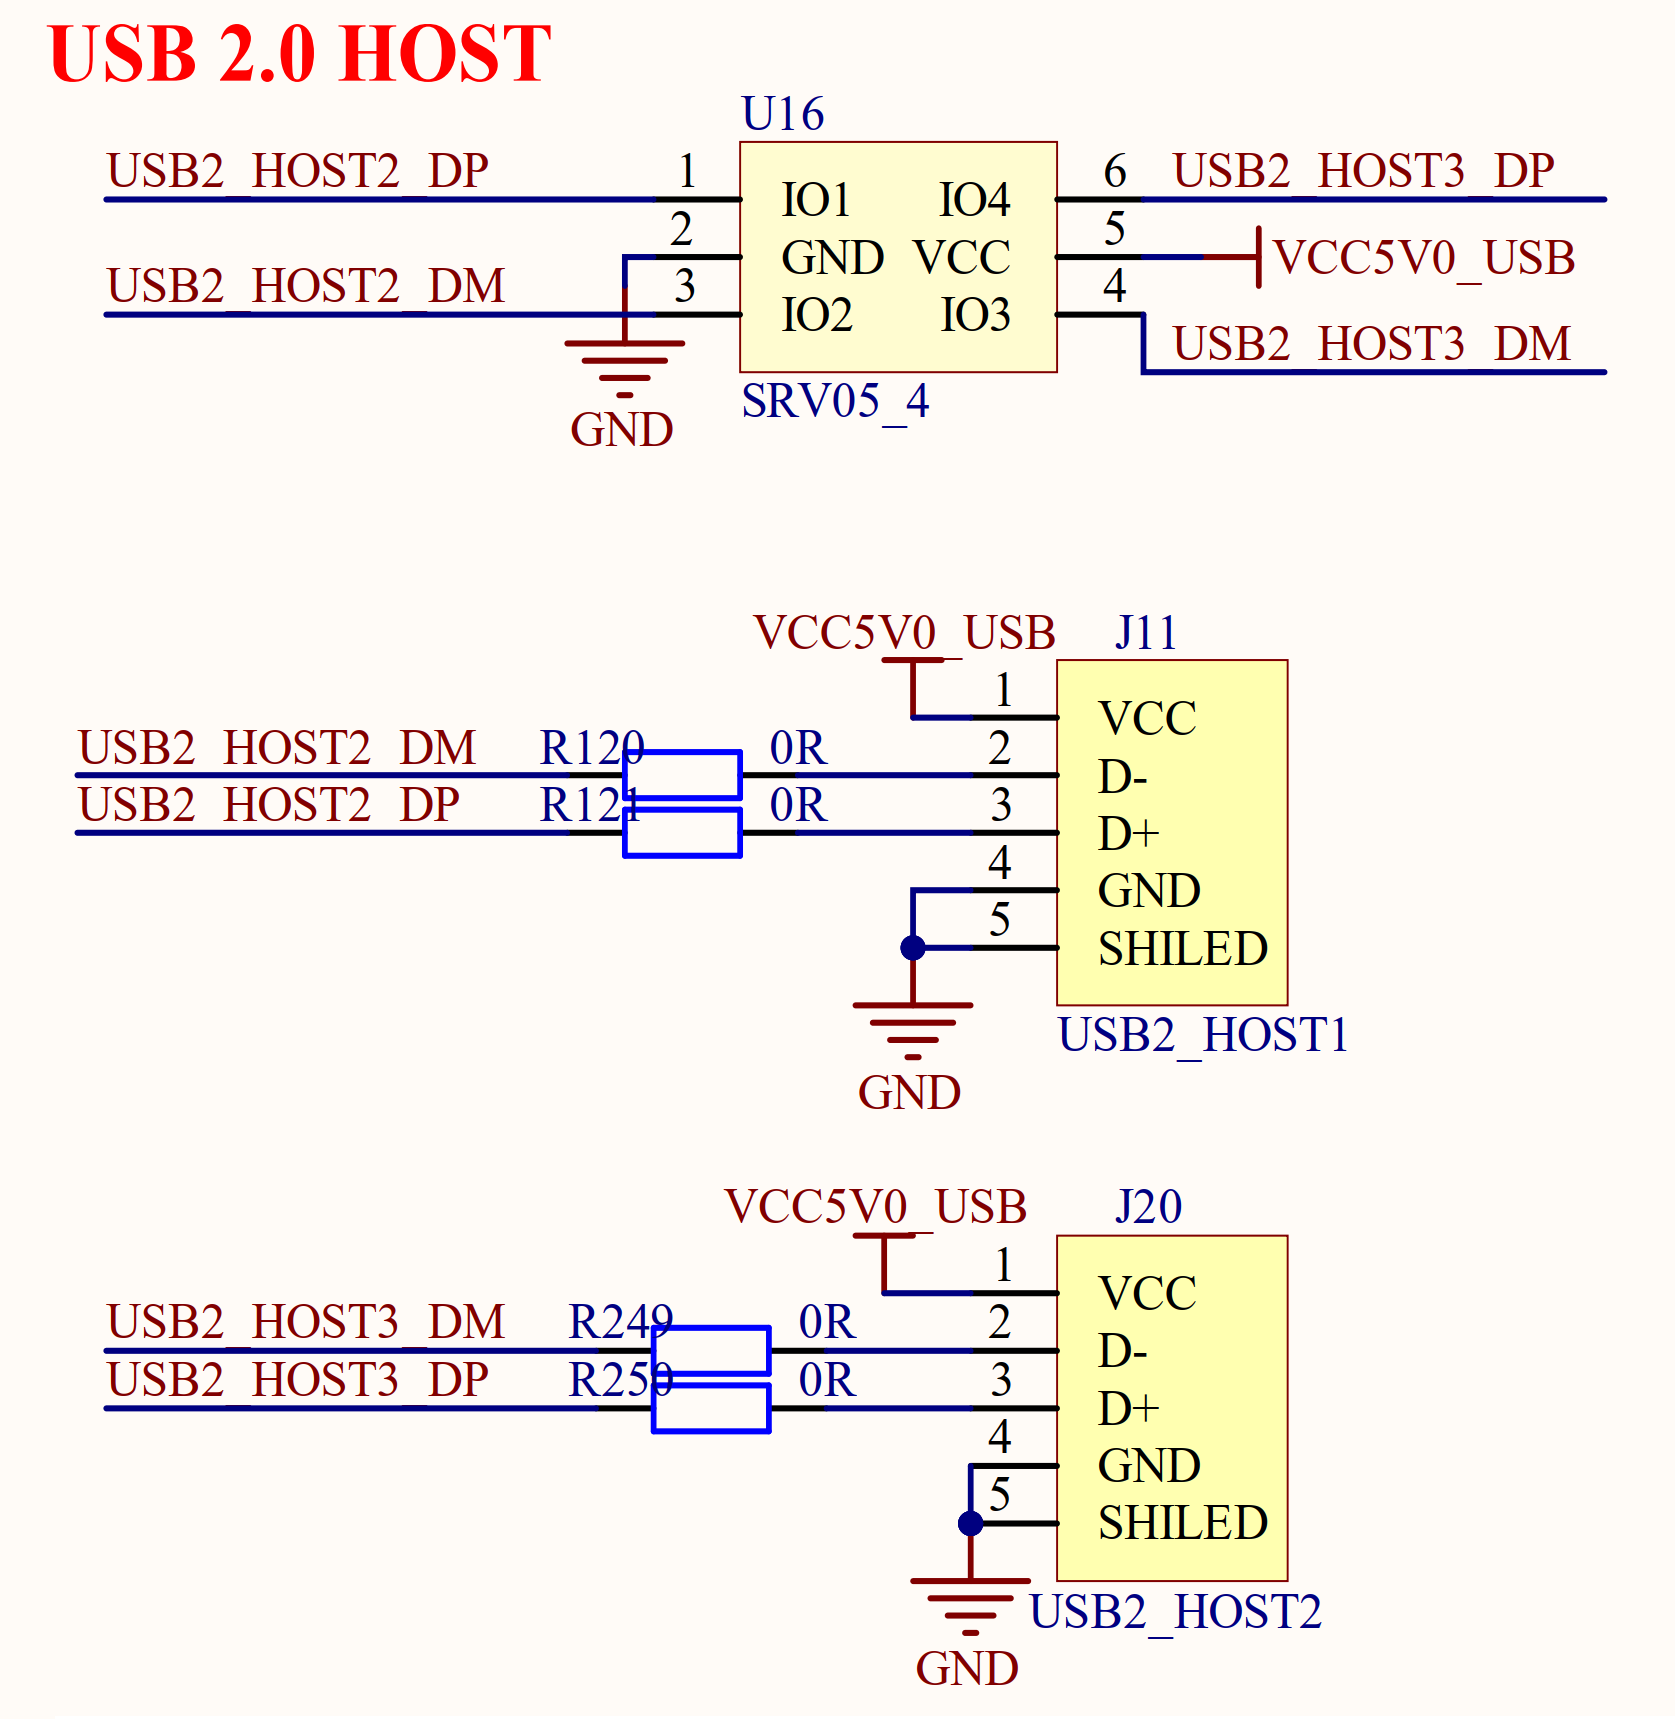 USB 2.0 HOST
U16
USB2_HOST2_DP 1 IO1 IO4 6 USB2_HOST3_DP
2 GND VCC 5 VCC5V0_USB
USB2_HOST2_DM 3 IO2 IO3 4
USB2_HOST3_DM
SRV05_4
GND
VCC5V0_USB J11
1 VCC
USB2_HOST2_DM R120 0R 2 D-
USB2_HOST2_DP R121 0R 3 D+
4 GND
5 SHILED
USB2_HOST1
GND
VCC5V0_USB J20
1 VCC
USB2_HOST3_DM R249 0R 2 D-
USB2_HOST3_DP R250 0R 3 D+
4 GND
5 SHILED
USB2_HOST2
GND